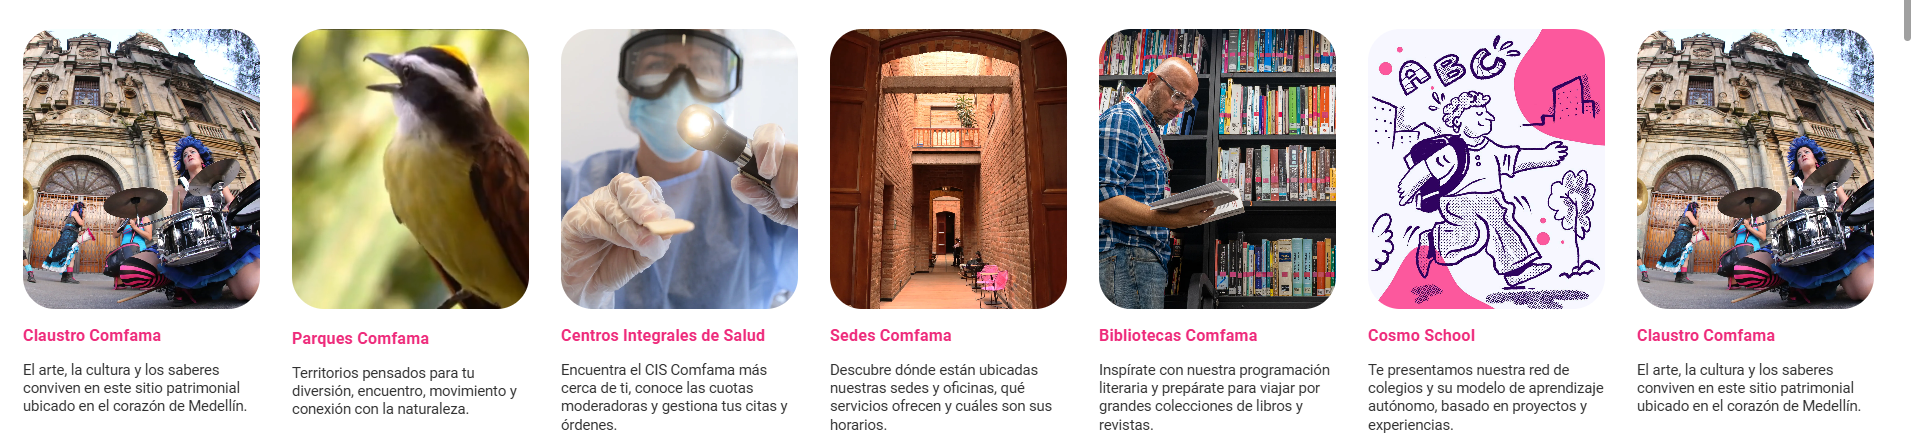 ABC
Claustro Comfama
El arte, la cultura y los saberes
conviven en este sitio patrimonial
ubicado en el corazón de Medellín.
Parques Comfama
Territorios pensados para tu
diversión, encuentro, movimiento y
conexión con la naturaleza.
Centros Integrales de Salud
Encuentra el CIS Comfama más
cerca de ti, conoce las cuotas
moderadoras y gestiona tus citas y
órdenes.
Sedes Comfama
Descubre dónde están ubicadas
nuestras sedes y oficinas, qué
servicios ofrecen y cuáles son sus
horarios.
Bibliotecas Comfama
Inspírate con nuestra programación
literaria y prepárate para viajar por
grandes colecciones de libros y
revistas.
Cosmo School
Te presentamos nuestra red de
colegios y su modelo de aprendizaje
autónomo, basado en proyectos y
experiencias.
Claustro Comfama
El arte, la cultura y los saberes
conviven en este sitio patrimonial
ubicado en el corazón de Medellín.